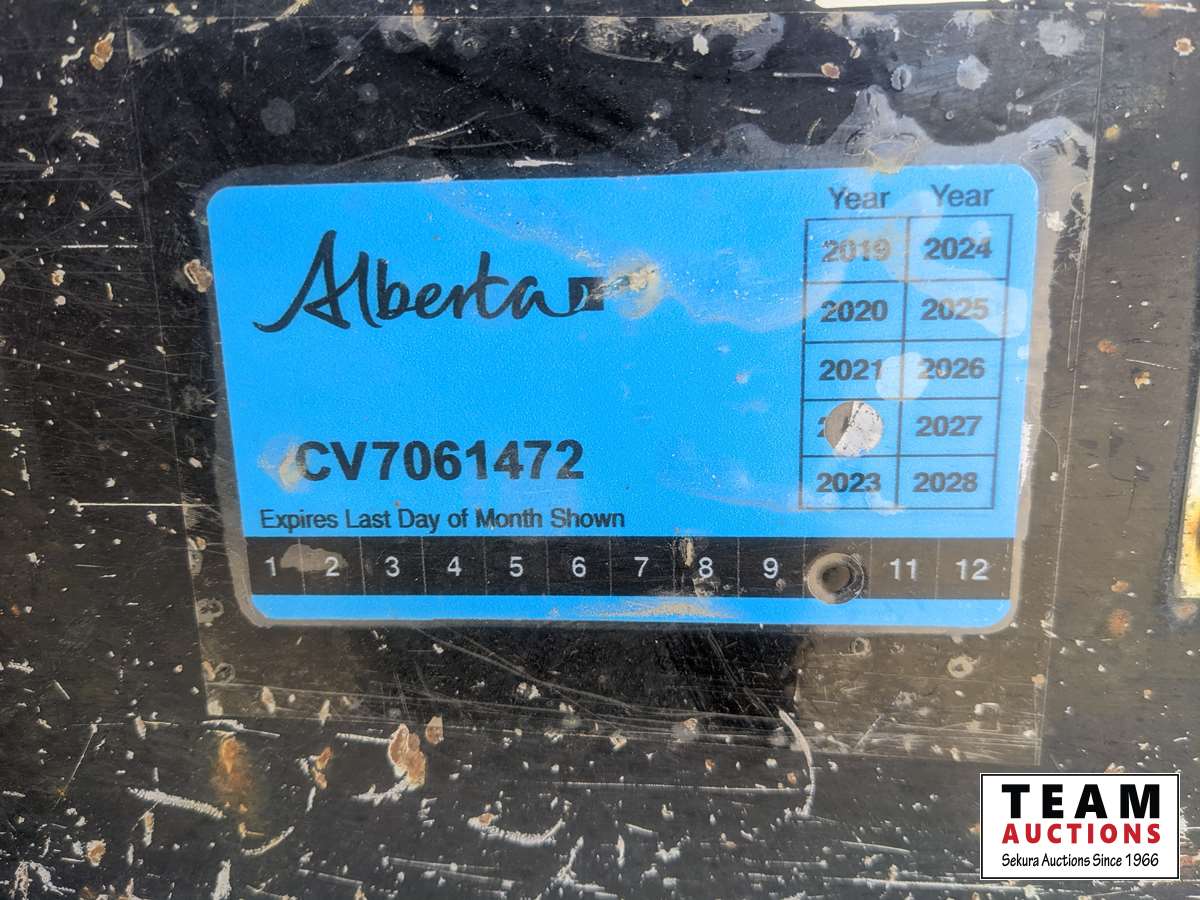 Alberta
Year Year
2019 2024
2020 2025
2021 2026
2027
2023 2028
CV7061472
Expires Last Day of Month Shown
1 2 3 4 5 6 7 8 9 11 12
TEAM
AUCTIONS
Sekura Auctions Since 1966